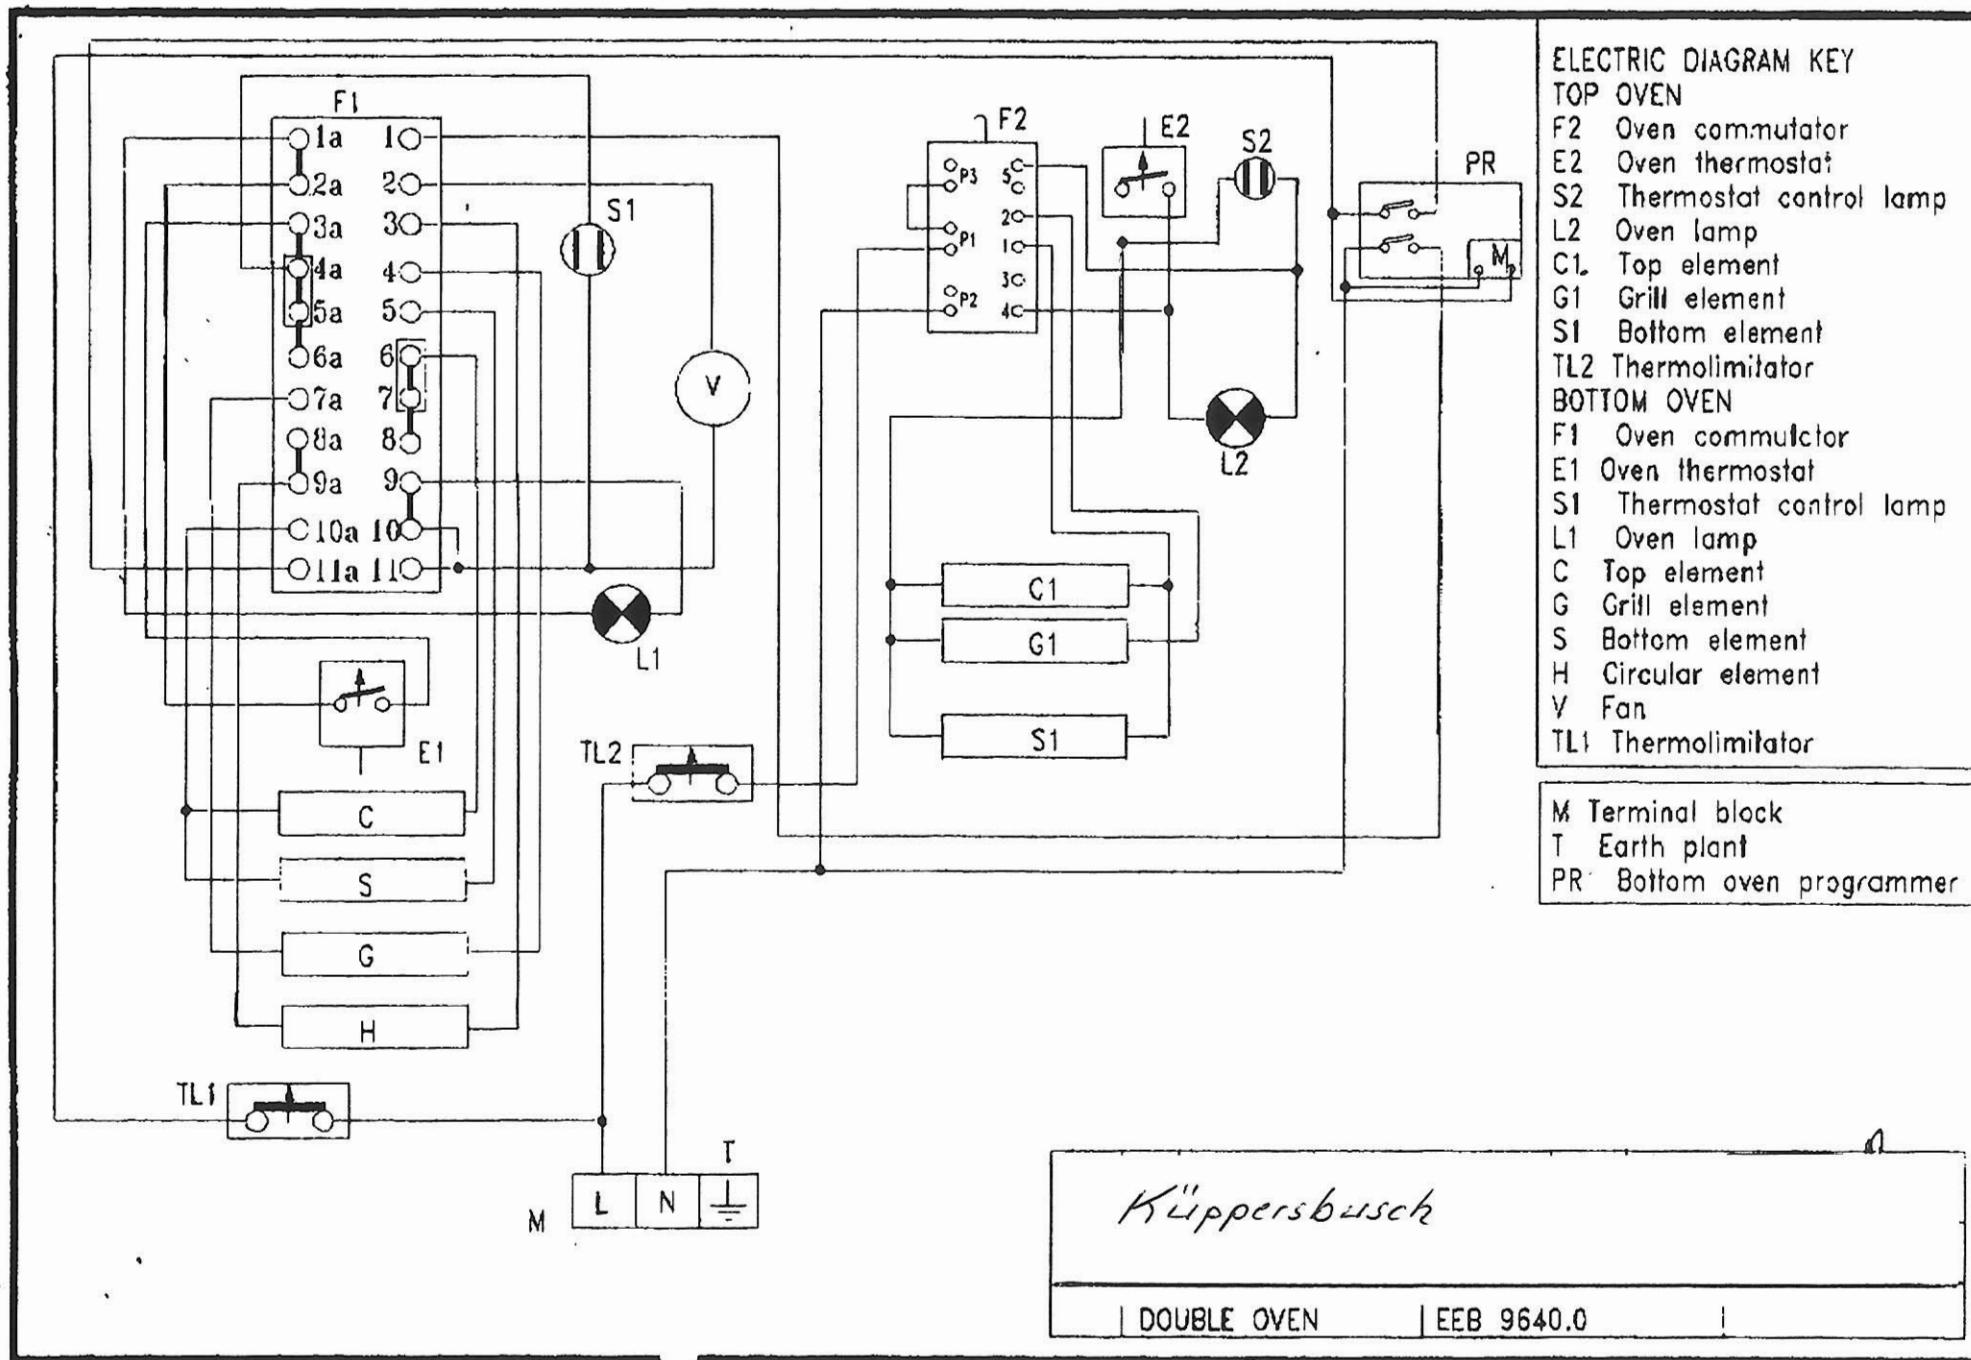 ELECTRIC DIAGRAM KEY
TOP OVEN
F2 Oven commutator
E2 Oven thermostat
S2 Thermostat control lamp
L2 Oven lamp
C1. Top element
G1 Grill element
S1 Bottom element
TL2 Thermolimitator
BOTTOM OVEN
F1 Oven commulctor
E1 Oven thermostat
S1 Thermostat control lamp
L1 Oven lamp
C Top element
G Grill element
S Bottom element
H Circular element
V Fan
TL1 Thermolimitator
M Terminal block
T Earth plant
PR Bottom oven programmer
F1
1a 1
2a 2
3a 3
4a 4
5a 5
6a 6
7a 7
8a 8
9a 9
10a 10
11a 11
S1
V
L1
E1
C
S
G
H
TL1
TL2
F2
P3 5
2
P1 1
3
P2 4
E2
S2
L2
C1
G1
S1
PR
M
T
M L N
Küppersbusch
DOUBLE OVEN EEB 9640.0